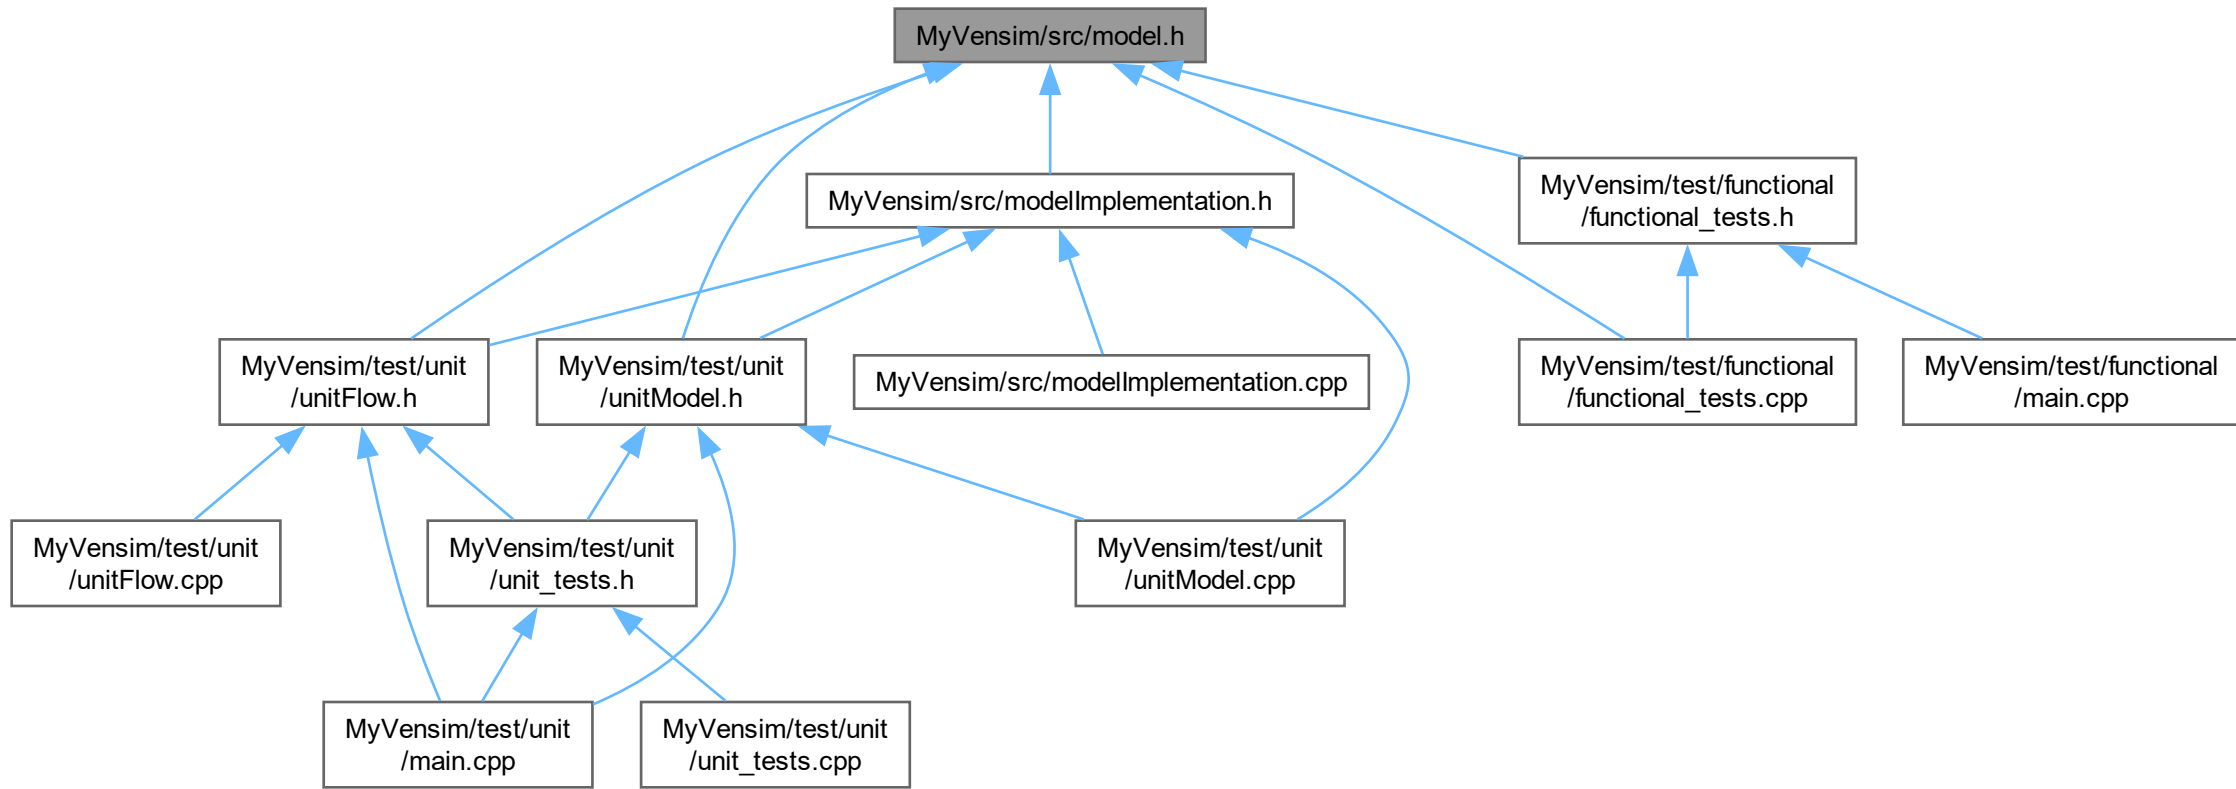 MyVensim/src/model.h
MyVensim/src/modelImplementation.h
MyVensim/test/functional
/functional_tests.h
MyVensim/test/unit
/unitFlow.h
MyVensim/test/unit
/unitModel.h
MyVensim/src/modelImplementation.cpp
MyVensim/test/functional
/functional_tests.cpp
MyVensim/test/functional
/main.cpp
MyVensim/test/unit
/unitFlow.cpp
MyVensim/test/unit
/unit_tests.h
MyVensim/test/unit
/unitModel.cpp
MyVensim/test/unit
/main.cpp
MyVensim/test/unit
/unit_tests.cpp